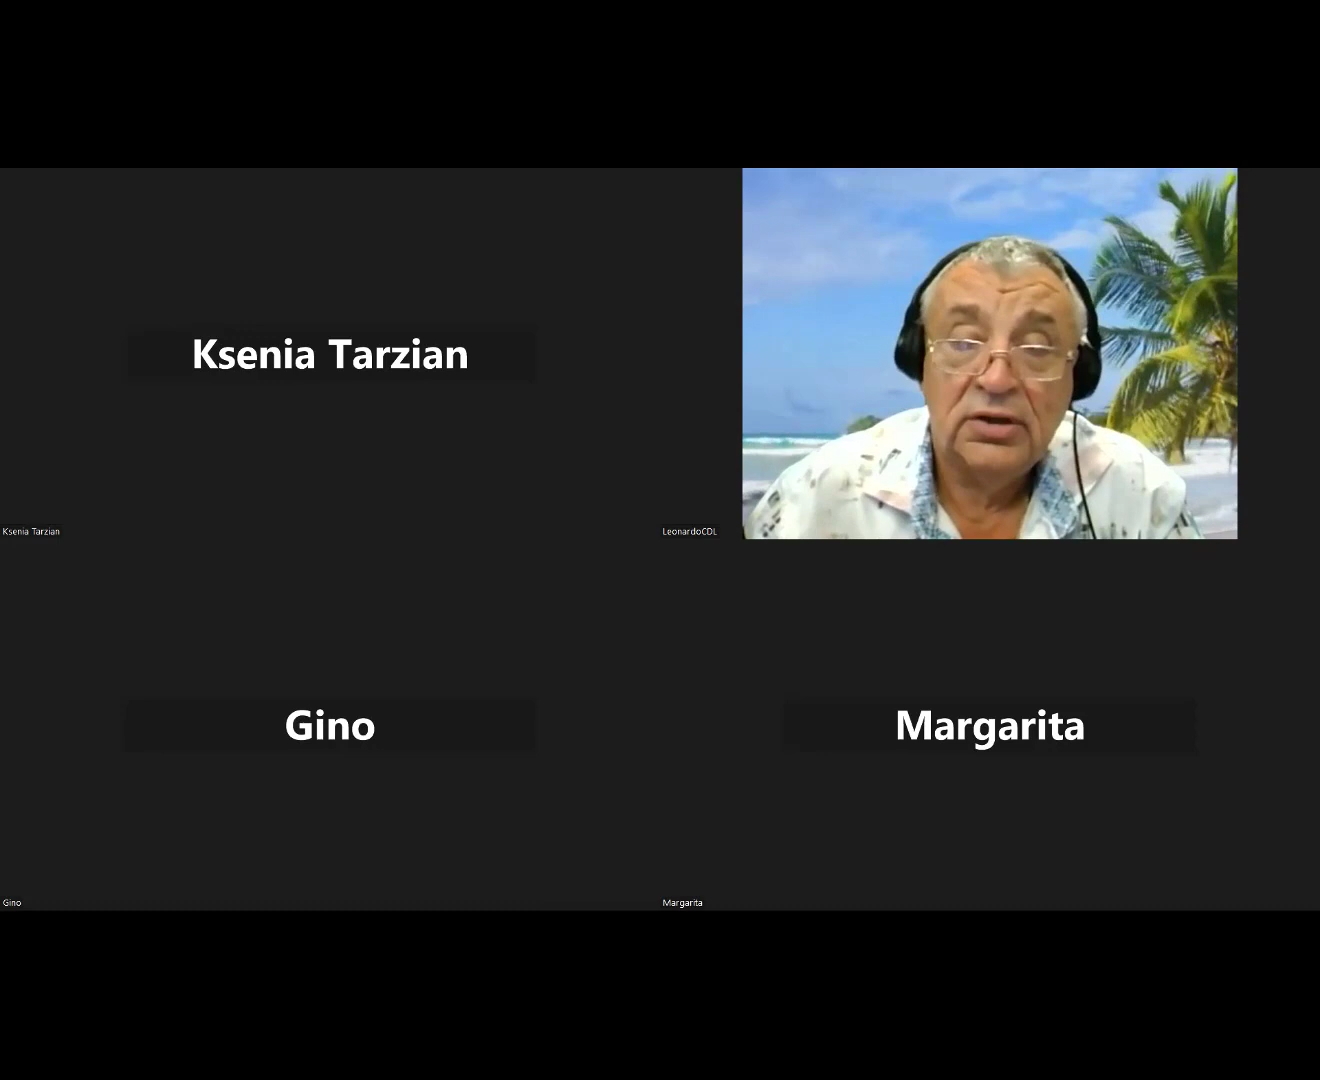 Ksenia Tarzian
Ksenia Tarzian
LeonardoCDL
Gino
Margarita
Gino
Margarita